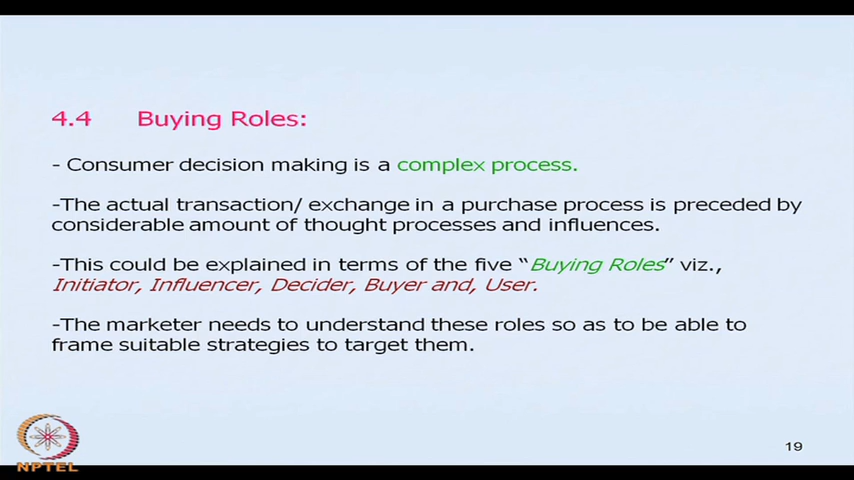 4.4 Buying Roles:
- Consumer decision making is a complex process.
-The actual transaction/ exchange in a purchase process is preceded by
considerable amount of thought processes and influences.
-This could be explained in terms of the five “Buying Roles” viz.,
Initiator, Influencer, Decider, Buyer and, User.
-The marketer needs to understand these roles so as to be able to
frame suitable strategies to target them.
19
NPTEL